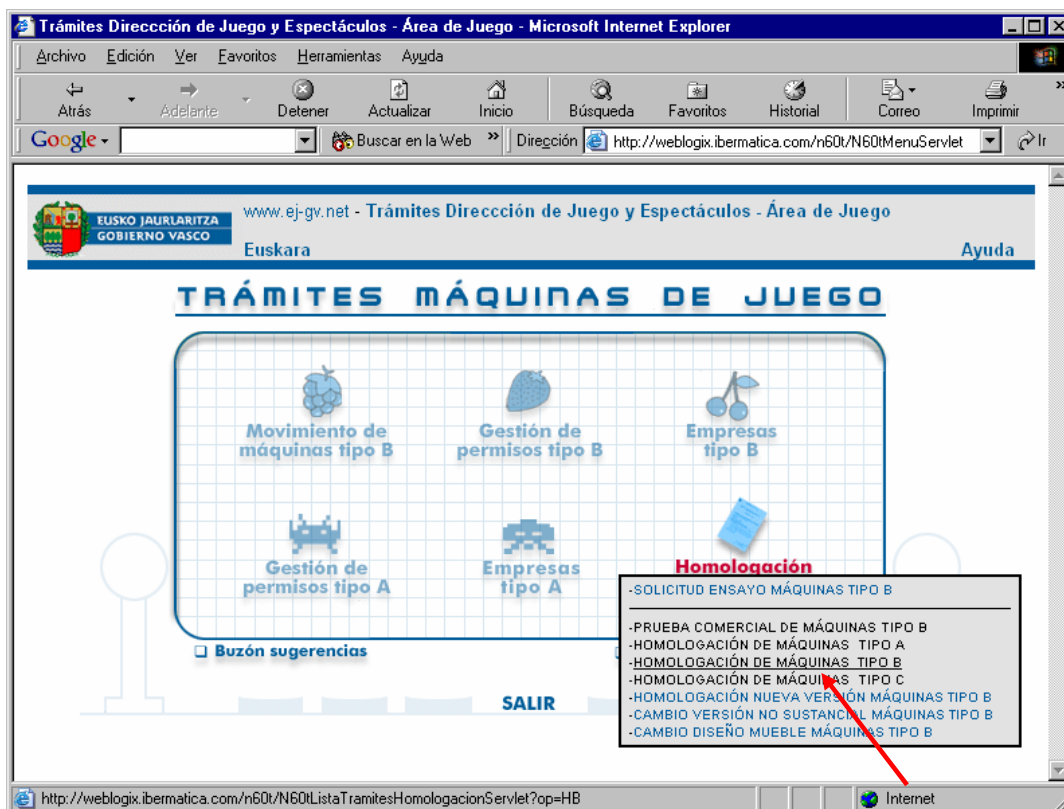 Trámites Direccción de Juego y Espectáculos - Área de Juego - Microsoft Internet Explorer
Archivo Edición Ver Favoritos Herramientas Ayuda
Atrás Adelante Detener Actualizar Inicio Búsqueda Favoritos Historial Correo Imprimir »
Google Buscar en la Web » Dirección http://weblogix.ibermatica.com/n60t/N60tMenuServlet Ir
EUSKO JAURLARITZA
GOBIERNO VASCO
www.ej-gv.net - Trámites Direccción de Juego y Espectáculos - Área de Juego
Euskara Ayuda
TRÁMITES MÁQUINAS DE JUEGO
Movimiento de
máquinas tipo B
Gestión de
permisos tipo B
Empresas
tipo B
Gestión de
permisos tipo A
Empresas
tipo A
Homologación
-SOLICITUD ENSAYO MÁQUINAS TIPO B
-PRUEBA COMERCIAL DE MÁQUINAS TIPO B
-HOMOLOGACIÓN DE MÁQUINAS TIPO A
-HOMOLOGACIÓN DE MÁQUINAS TIPO B
-HOMOLOGACIÓN DE MÁQUINAS TIPO C
-HOMOLOGACIÓN NUEVA VERSIÓN MÁQUINAS TIPO B
-CAMBIO VERSIÓN NO SUSTANCIAL MÁQUINAS TIPO B
-CAMBIO DISEÑO MUEBLE MÁQUINAS TIPO B
Buzón sugerencias
SALIR
http://weblogix.ibermatica.com/n60t/N60tListaTramitesHomologacionServlet?op=HB Internet